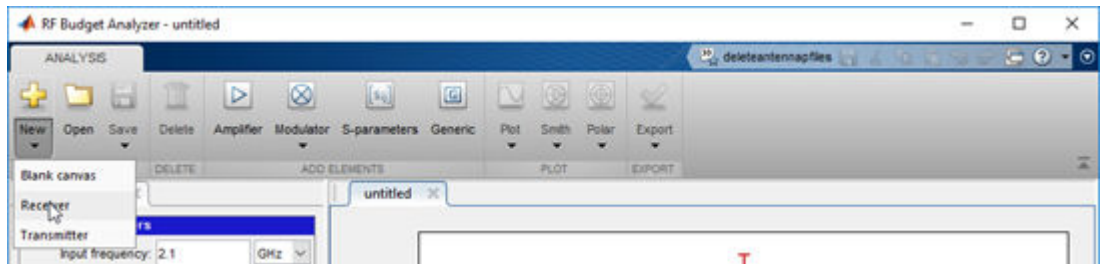 RF Budget Analyzer - untitled
ANALYSIS
deleteantennapfiles
New Open Save Delete Amplifier Modulator S-parameters Generic Plot Smith Polar Export
DELETE ADD ELEMENTS PLOT EXPORT
Blank canvas
untitled
Receiver
rs
Transmitter
Input frequency: 2.1 GHz